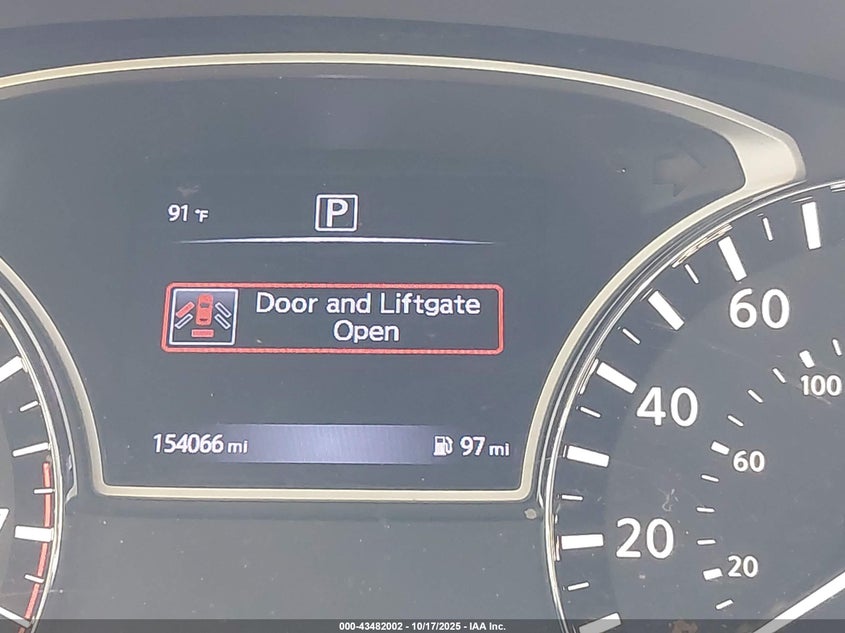 91 °F
P
Door and Liftgate
Open
154066 mi
97 mi
60
40
20
100
60
20
000-43482002 - 10/17/2025 - IAA Inc.